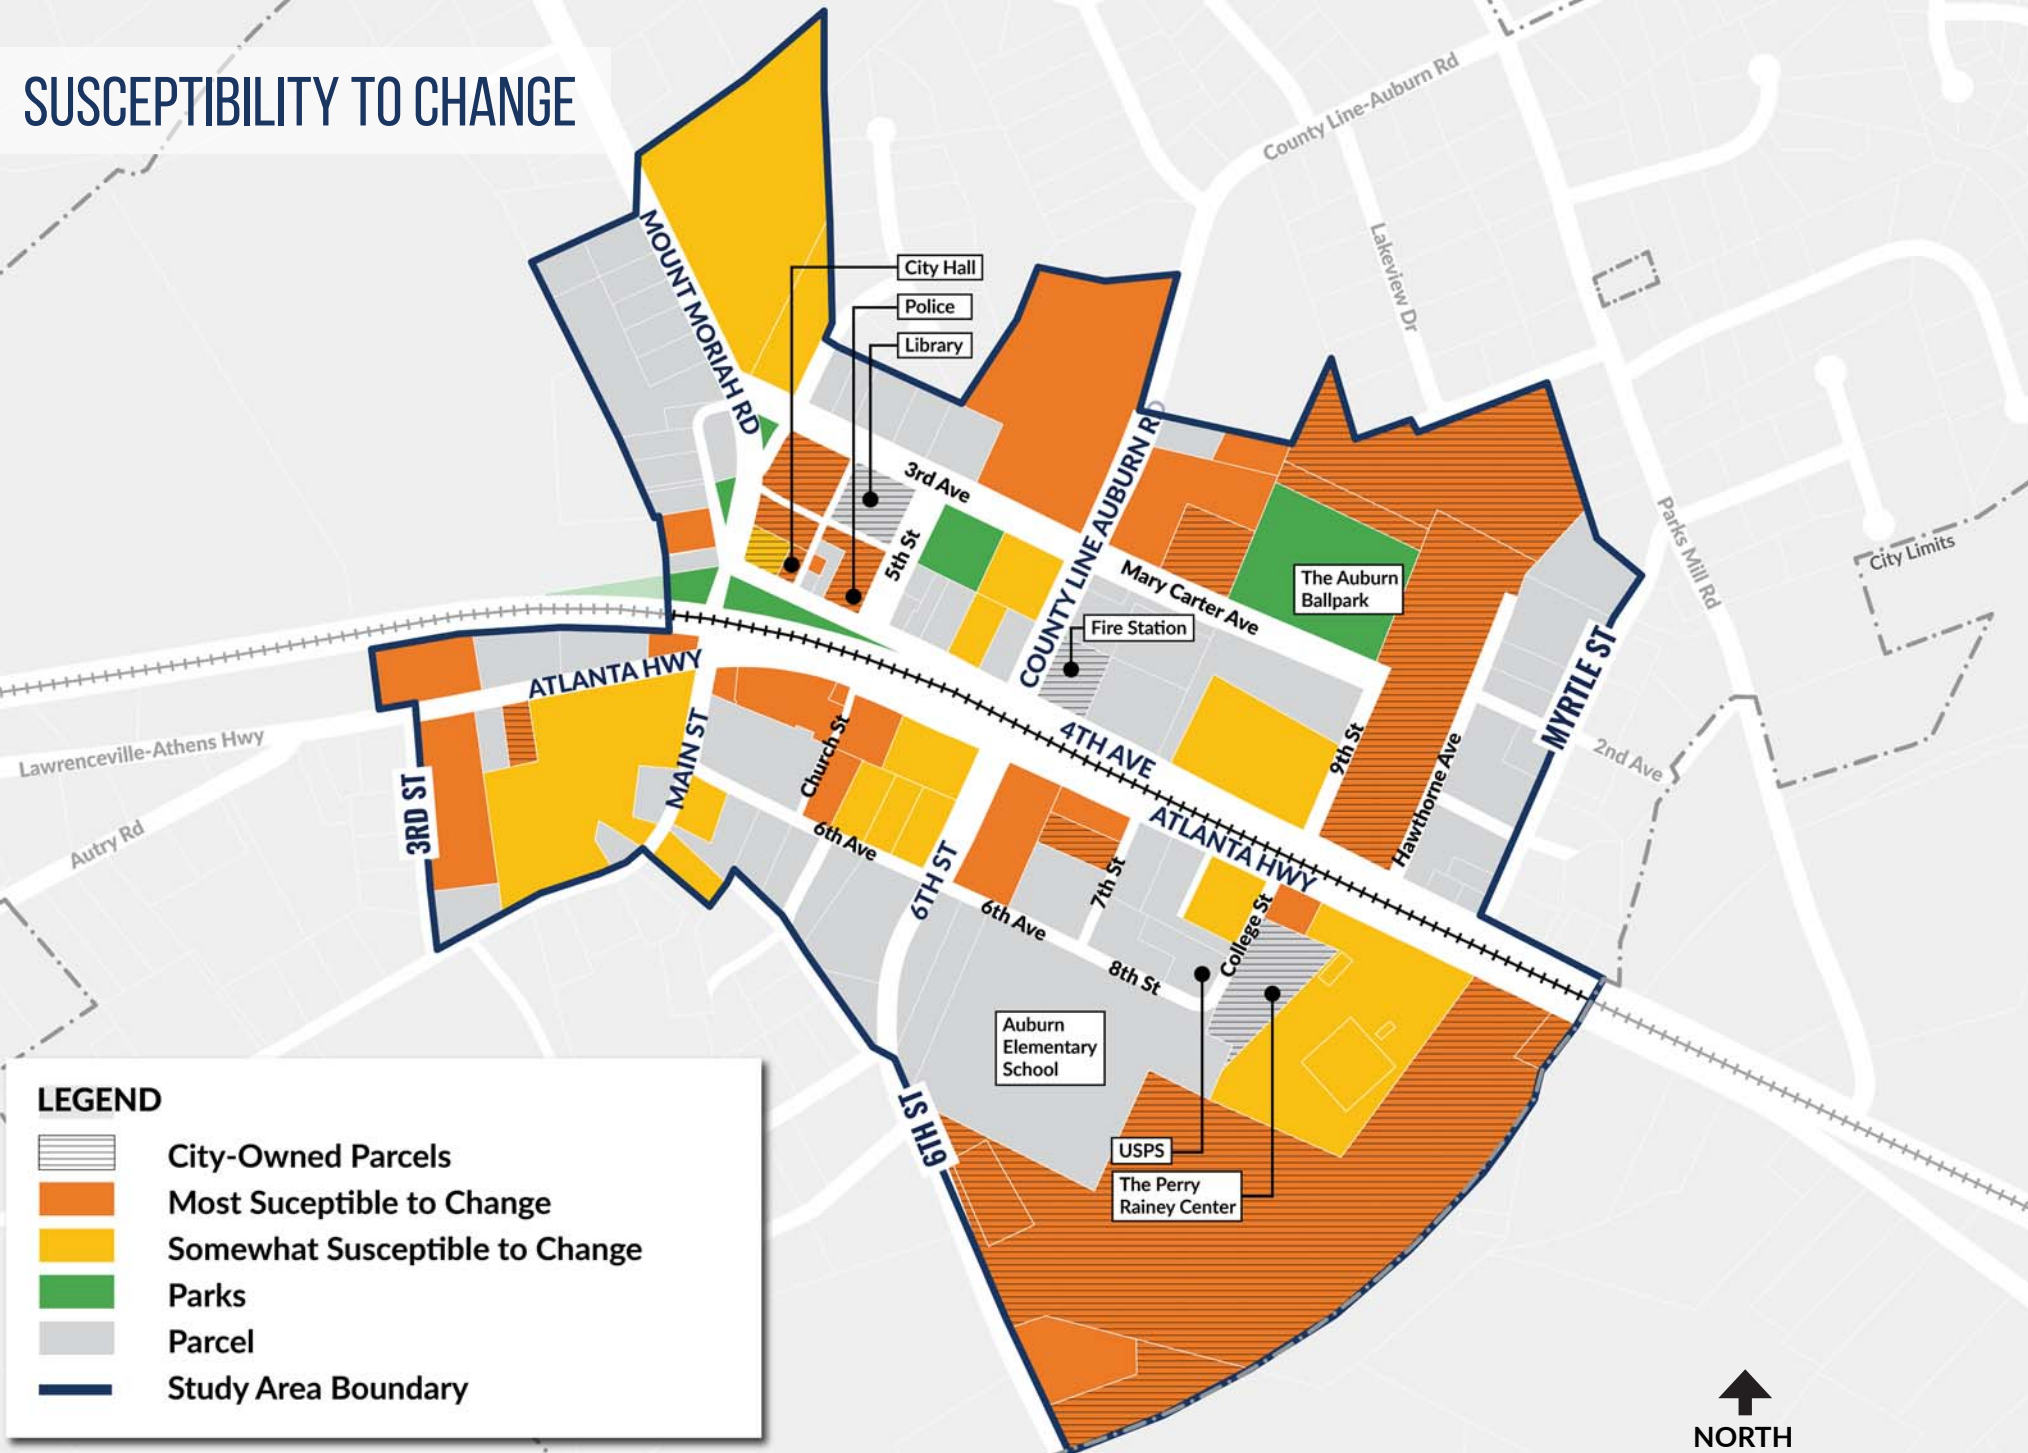 SUSCEPTIBILITY TO CHANGE
County Line-Auburn Rd
MOUNT MORIAH RD
Lakeview Dr
City Hall
Police
Library
3rd Ave
5th St
COUNTY LINE AUBURN RD
Mary Carter Ave
The Auburn
Ballpark
Parks Mill Rd
City Limits
Fire Station
ATLANTA HWY
Lawrenceville-Athens Hwy
MAIN ST
Church St
4TH AVE
9th St
MYRTLE ST
2nd Ave
Hawthorne Ave
3RD ST
Autry Rd
6th Ave
6TH ST
ATLANTA HWY
7th St
6th Ave
College St
8th St
Auburn
Elementary
School
USPS
The Perry
Rainey Center
6TH ST
LEGEND
City-Owned Parcels
Most Suceptible to Change
Somewhat Susceptible to Change
Parks
Parcel
Study Area Boundary
NORTH